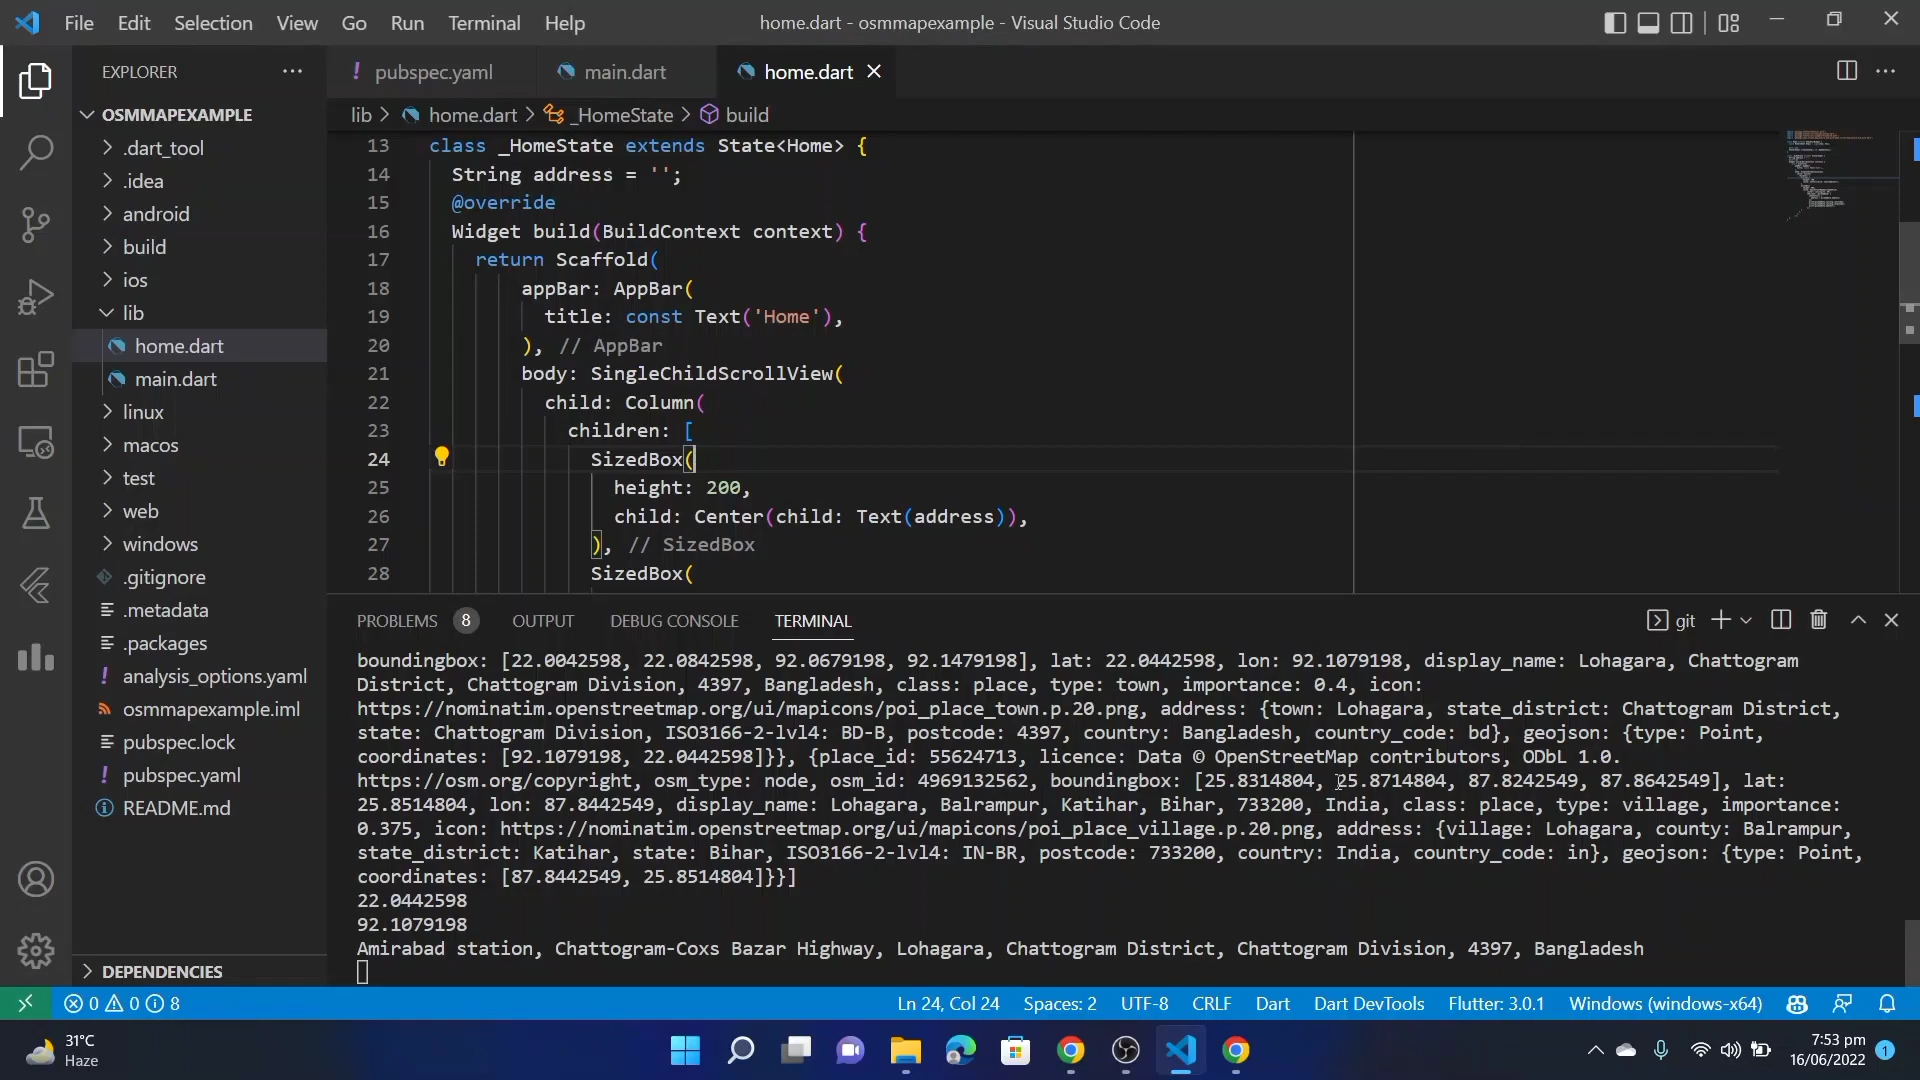 File Edit Selection View Go Run Terminal Help
home.dart - osmmapexample - Visual Studio Code
EXPLORER
OSMMAPEXAMPLE
.dart_tool
.idea
android
build
ios
lib
home.dart
main.dart
linux
macos
test
web
windows
.gitignore
.metadata
.packages
analysis_options.yaml
osmmapexample.iml
pubspec.lock
pubspec.yaml
README.md
DEPENDENCIES
pubspec.yaml main.dart home.dart
lib > home.dart > _HomeState > build
13 class _HomeState extends State<Home> {
14 String address = '';
15 @override
16 Widget build(BuildContext context) {
17 return Scaffold(
18 appBar: AppBar(
19 title: const Text('Home'),
20 ), // AppBar
21 body: SingleChildScrollView(
22 child: Column(
23 children: [
24 SizedBox(
25 height: 200,
26 child: Center(child: Text(address)),
27 ), // SizedBox
28 SizedBox(
PROBLEMS 8 OUTPUT DEBUG CONSOLE TERMINAL
git
boundingbox: [22.0042598, 22.0842598, 92.0679198, 92.1479198], lat: 22.0442598, lon: 92.1079198, display_name: Lohagara, Chattogram
District, Chattogram Division, 4397, Bangladesh, class: place, type: town, importance: 0.4, icon:
https://nominatim.openstreetmap.org/ui/mapicons/poi_place_town.p.20.png, address: {town: Lohagara, state_district: Chattogram District,
state: Chattogram Division, ISO3166-2-lvl4: BD-B, postcode: 4397, country: Bangladesh, country_code: bd}, geojson: {type: Point,
coordinates: [92.1079198, 22.0442598]}}, {place_id: 55624713, licence: Data © OpenStreetMap contributors, ODbL 1.0.
https://osm.org/copyright, osm_type: node, osm_id: 4969132562, boundingbox: [25.8314804, 25.8714804, 87.8242549, 87.8642549], lat:
25.8514804, lon: 87.8442549, display_name: Lohagara, Balrampur, Katihar, Bihar, 733200, India, class: place, type: village, importance:
0.375, icon: https://nominatim.openstreetmap.org/ui/mapicons/poi_place_village.p.20.png, address: {village: Lohagara, county: Balrampur,
state_district: Katihar, state: Bihar, ISO3166-2-lvl4: IN-BR, postcode: 733200, country: India, country_code: in}, geojson: {type: Point,
coordinates: [87.8442549, 25.8514804]}}]
22.0442598
92.1079198
Amirabad station, Chattogram-Coxs Bazar Highway, Lohagara, Chattogram District, Chattogram Division, 4397, Bangladesh
0 0 8
Ln 24, Col 24 Spaces: 2 UTF-8 CRLF Dart Dart DevTools Flutter: 3.0.1 Windows (windows-x64)
31°C
Haze
7:53 pm
16/06/2022
1